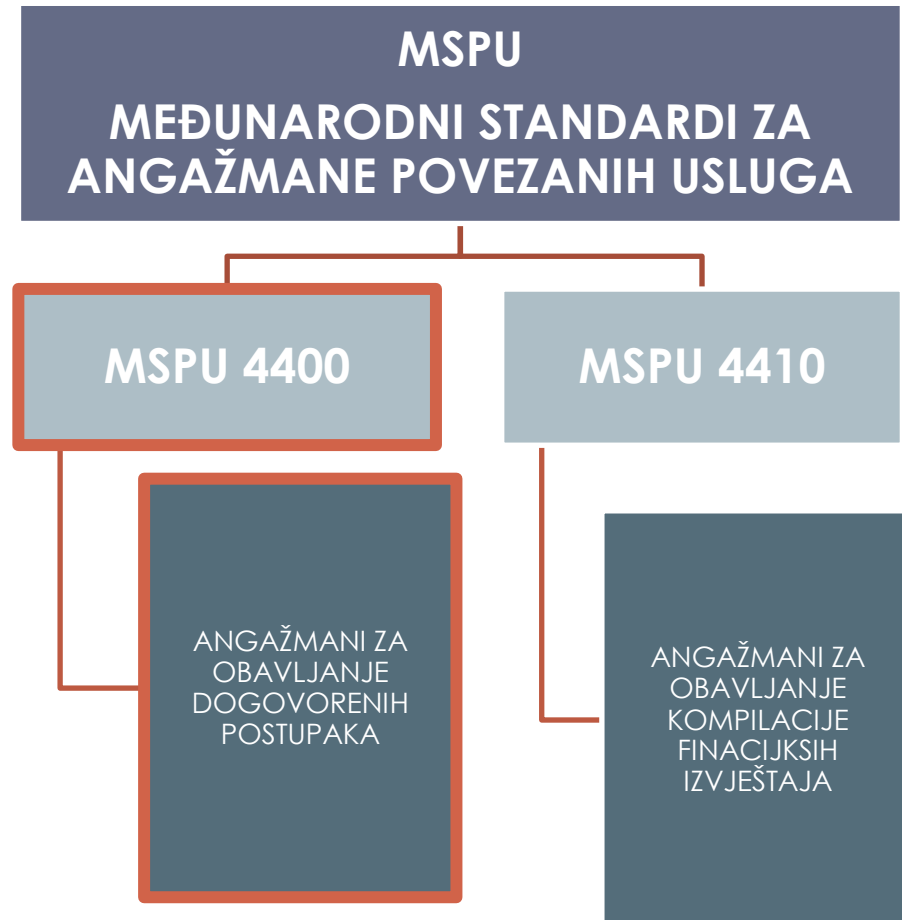 MSPU
MEĐUNARODNI STANDARDI ZA
ANGAŽMANE POVEZANIH USLUGA
MSPU 4400
MSPU 4410
ANGAŽMANI ZA
OBAVLJANJE
DOGOVORENIH
POSTUPAKA
ANGAŽMANI ZA
OBAVLJANJE
KOMPILACIJE
FINACIJKSIH
IZVJEŠTAJA